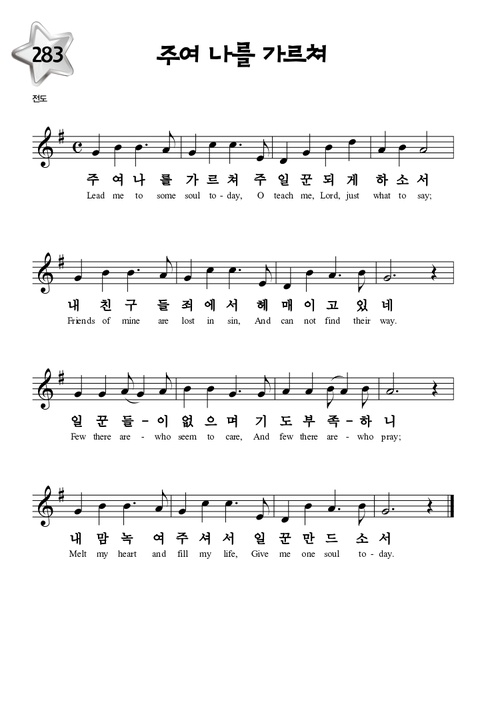 283
주여 나를 가르쳐
전도
주 여 나 를 가 르 쳐 주 일 꾼 되 게 하 소 서
Lead me to some soul to - day, O teach me, Lord, just what to say;
내 친 구 들 죄 에 서 헤 매 이 고 있 네
Friends of mine are lost in sin, And can not find their way.
일 꾼 들 - 이 없 으 며 기 도 부 족 - 하 니
Few there are - who seem to care, And few there are - who pray;
내 맘 녹 여 주 셔 서 일 꾼 만 드 소 서
Melt my heart and fill my life, Give me one soul to - day.